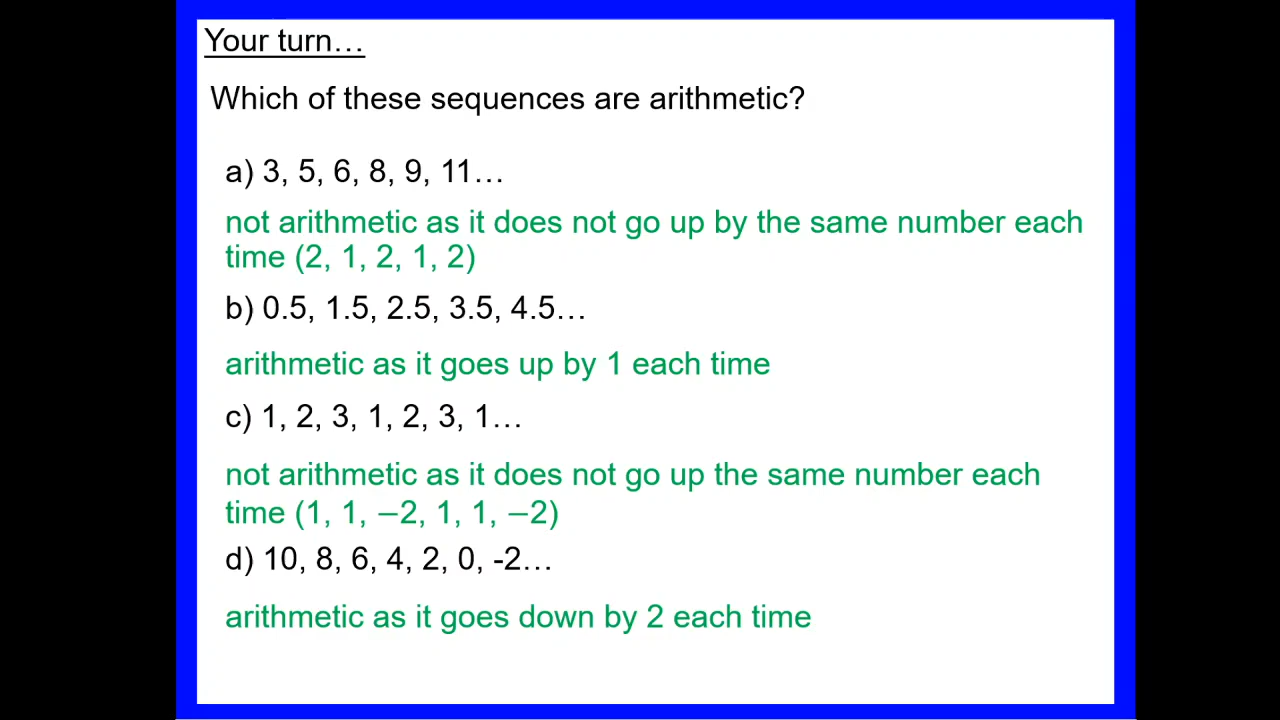 Your turn…
Which of these sequences are arithmetic?
a) 3, 5, 6, 8, 9, 11…
not arithmetic as it does not go up by the same number each
time (2, 1, 2, 1, 2)
b) 0.5, 1.5, 2.5, 3.5, 4.5…
arithmetic as it goes up by 1 each time
c) 1, 2, 3, 1, 2, 3, 1…
not arithmetic as it does not go up the same number each
time (1, 1, −2, 1, 1, −2)
d) 10, 8, 6, 4, 2, 0, -2…
arithmetic as it goes down by 2 each time